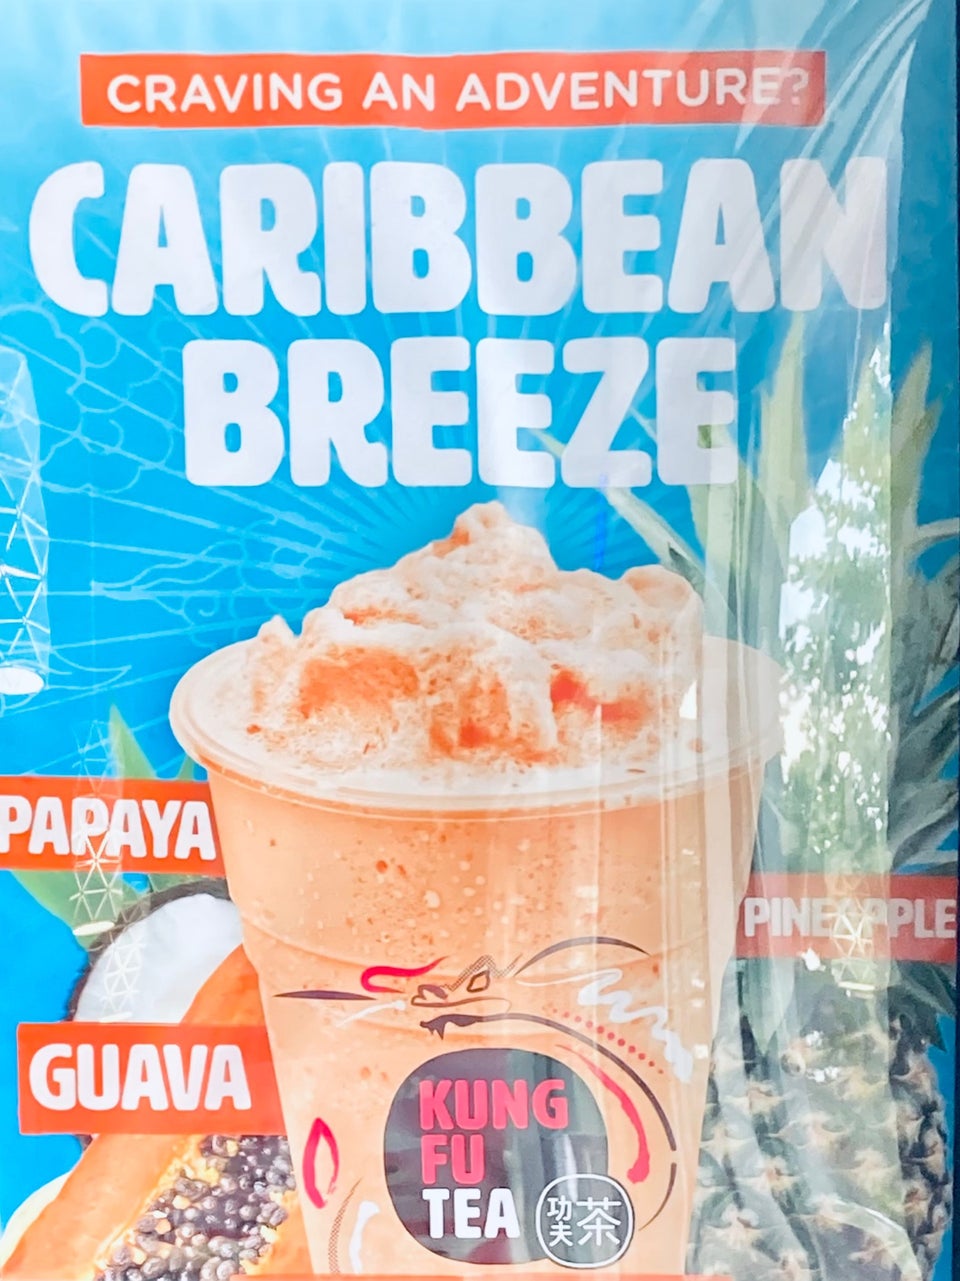 CRAVING AN ADVENTURE?
CARIBBEAN
BREEZE
PAPAYA
PINEAPPLE
GUAVA
KUNG
FU
TEA
功夫茶